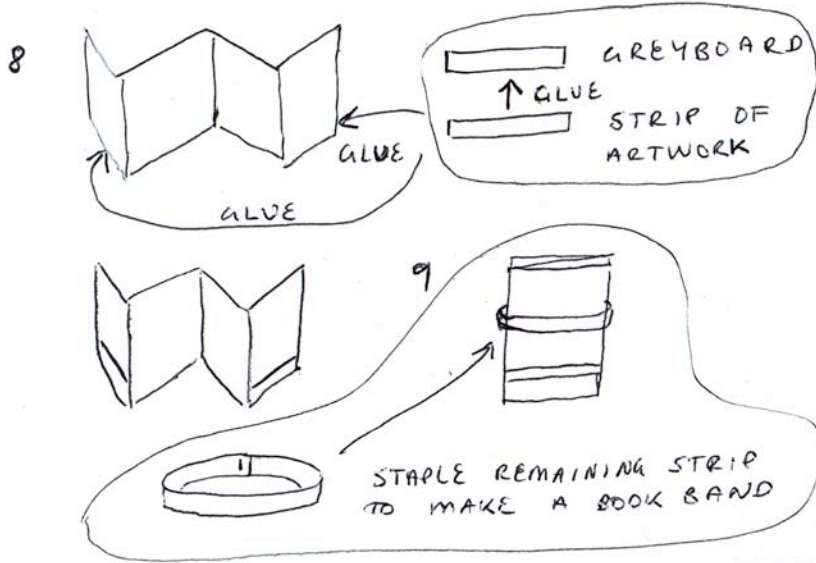 8
GREYBOARD
GLUE
STRIP OF
ARTWORK
GLUE
GLUE
9
STAPLE REMAINING STRIP
TO MAKE A BOOK BAND